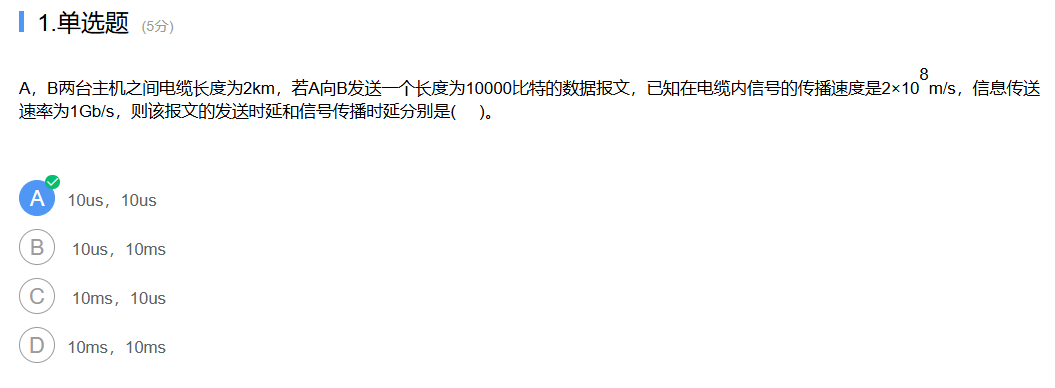 1.单选题 (5分)
A，B两台主机之间电缆长度为2km，若A向B发送一个长度为10000比特的数据报文，已知在电缆内信号的传播速度是2×10⁸m/s，信息传送
速率为1Gb/s，则该报文的发送时延和信号传播时延分别是(     )。
A 10us，10us
B 10us，10ms
C 10ms，10us
D 10ms，10ms